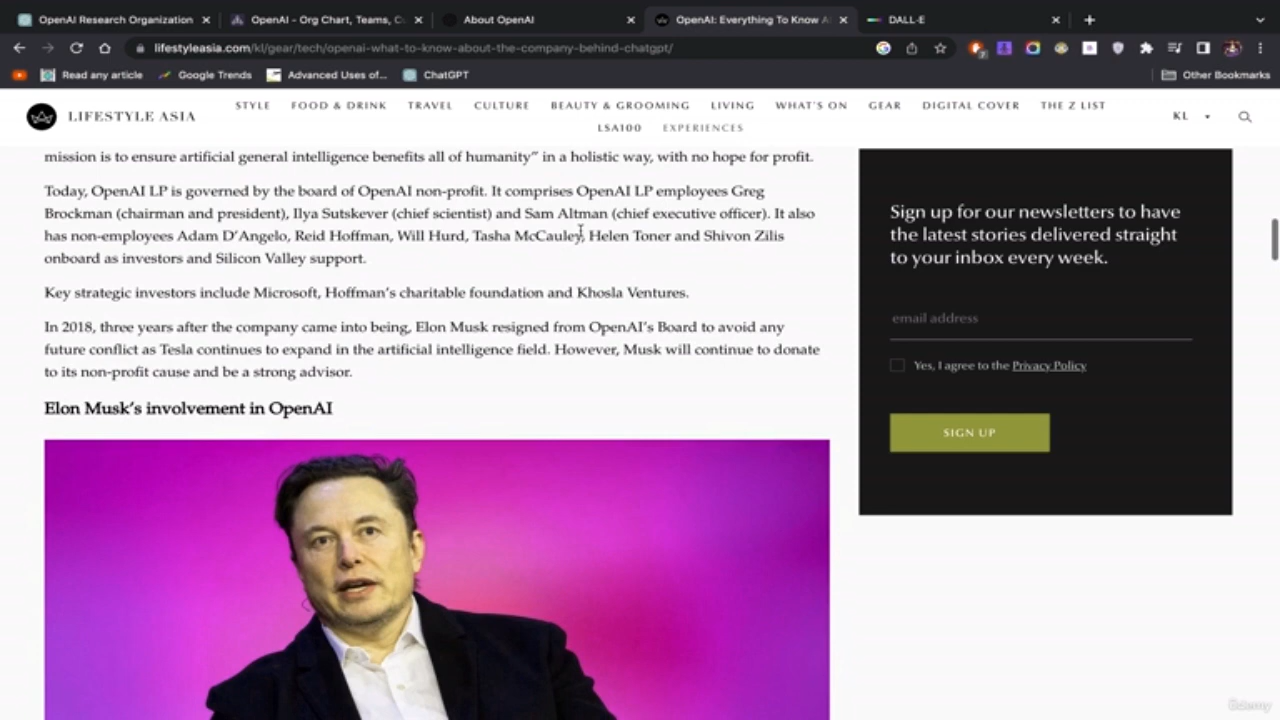 OpenAI Research Organization
OpenAI - Org Chart, Teams, C
About OpenAI
OpenAI: Everything To Know A
DALL·E
lifestyleasia.com/kl/gear/tech/openai-what-to-know-about-the-company-behind-chatgpt/
Read any article
Google Trends
Advanced Uses of...
ChatGPT
Other Bookmarks
LIFESTYLE ASIA
STYLE FOOD & DRINK TRAVEL CULTURE BEAUTY & GROOMING LIVING WHAT'S ON GEAR DIGITAL COVER THE Z LIST
LSA100 EXPERIENCES
KL
mission is to ensure artificial general intelligence benefits all of humanity” in a holistic way, with no hope for profit.
Today, OpenAI LP is governed by the board of OpenAI non-profit. It comprises OpenAI LP employees Greg
Brockman (chairman and president), Ilya Sutskever (chief scientist) and Sam Altman (chief executive officer). It also
has non-employees Adam D’Angelo, Reid Hoffman, Will Hurd, Tasha McCauley, Helen Toner and Shivon Zilis
onboard as investors and Silicon Valley support.
Key strategic investors include Microsoft, Hoffman’s charitable foundation and Khosla Ventures.
In 2018, three years after the company came into being, Elon Musk resigned from OpenAI’s Board to avoid any
future conflict as Tesla continues to expand in the artificial intelligence field. However, Musk will continue to donate
to its non-profit cause and be a strong advisor.
Elon Musk’s involvement in OpenAI
Sign up for our newsletters to have
the latest stories delivered straight
to your inbox every week.
email address
Yes, I agree to the Privacy Policy
SIGN UP
Udemy